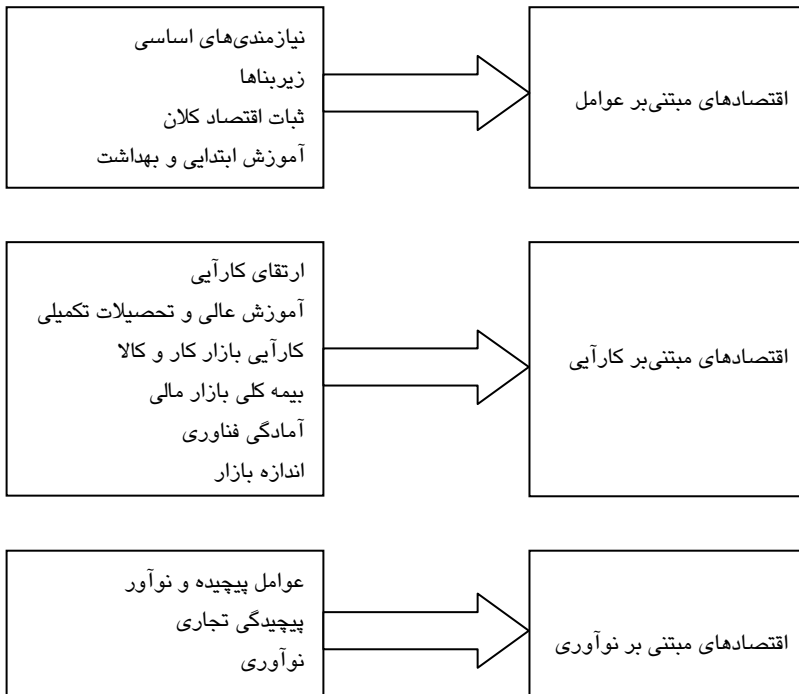 نیازمندی‌های اساسی
زیربناها
ثبات اقتصاد کلان
آموزش ابتدایی و بهداشت
اقتصادهای مبتنی‌بر عوامل
ارتقای کارآیی
آموزش عالی و تحصیلات تکمیلی
کارآیی بازار کار و کالا
بیمه کلی بازار مالی
آمادگی فناوری
اندازه بازار
اقتصادهای مبتنی‌بر کارآیی
عوامل پیچیده و نوآور
پیچیدگی تجاری
نوآوری
اقتصادهای مبتنی بر نوآوری